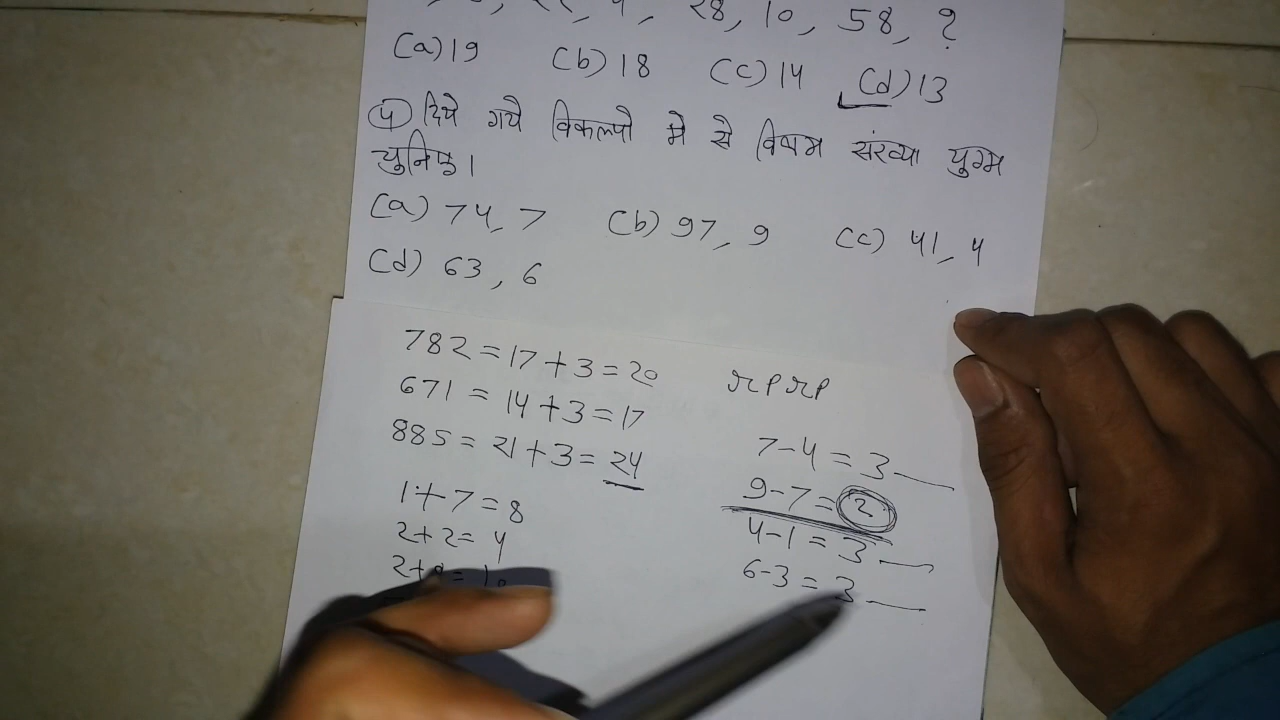 28, 10, 58, ?
(a) 19 (b) 18 (c) 14 (d) 13
(4) दिये गये विकल्पो मे से विषम संख्या युग्म
चुनिए।
(a) 74, 7 (b) 97, 9 (c) 41, 4
(d) 63, 6
782 = 17 + 3 = 20
671 = 14 + 3 = 17
885 = 21 + 3 = 24
1 + 7 = 8
2 + 2 = 4
7 - 4 = 3
9 - 7 = 2
4 - 1 = 3
6 - 3 = 3